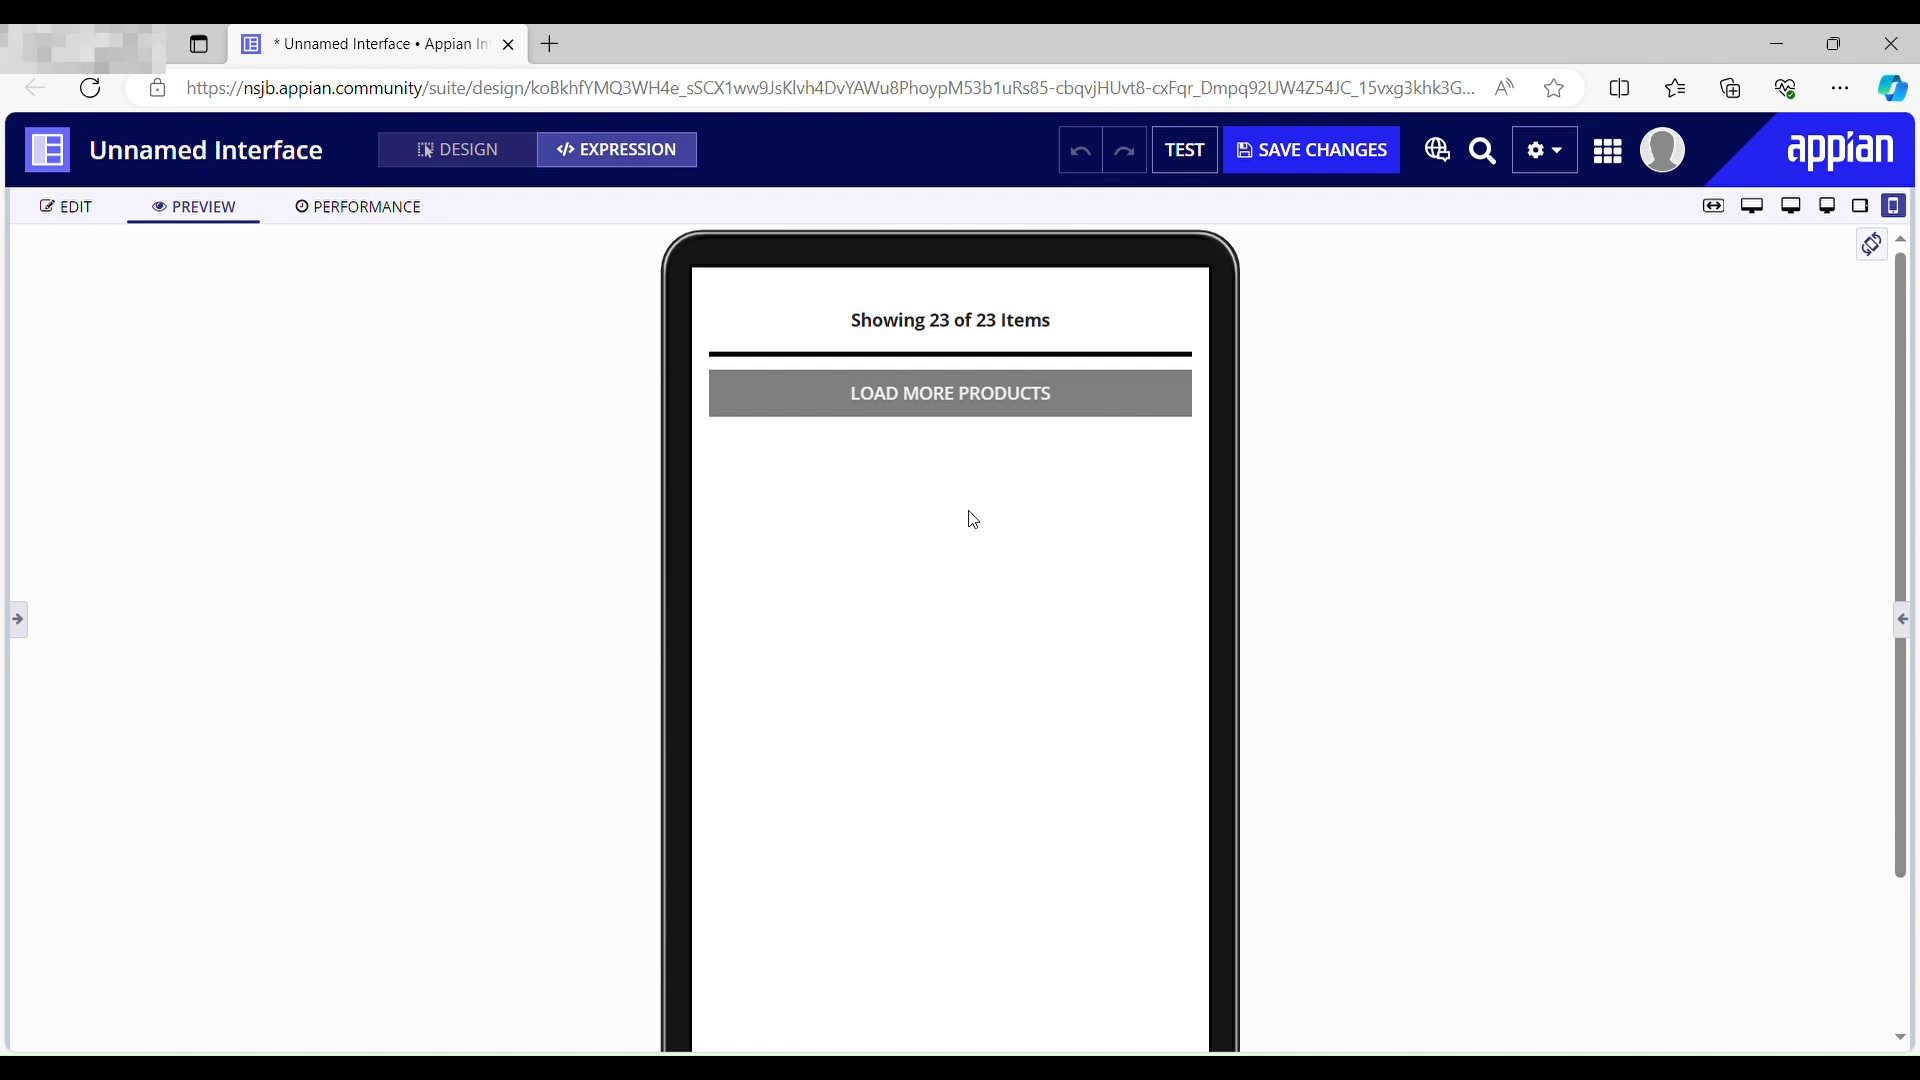 * Unnamed Interface • Appian In
https://nsjb.appian.community/suite/design/koBkhfYMQ3WH4e_sSCX1ww9JsKlvh4DvYAWu8PhoypM53b1uRs85-cbqvjHUvt8-cxFqr_Dmpq92UW4Z54JC_15vxg3khk3G...
Unnamed Interface
DESIGN
</> EXPRESSION
TEST
SAVE CHANGES
appian
EDIT
PREVIEW
PERFORMANCE
Showing 23 of 23 Items
LOAD MORE PRODUCTS